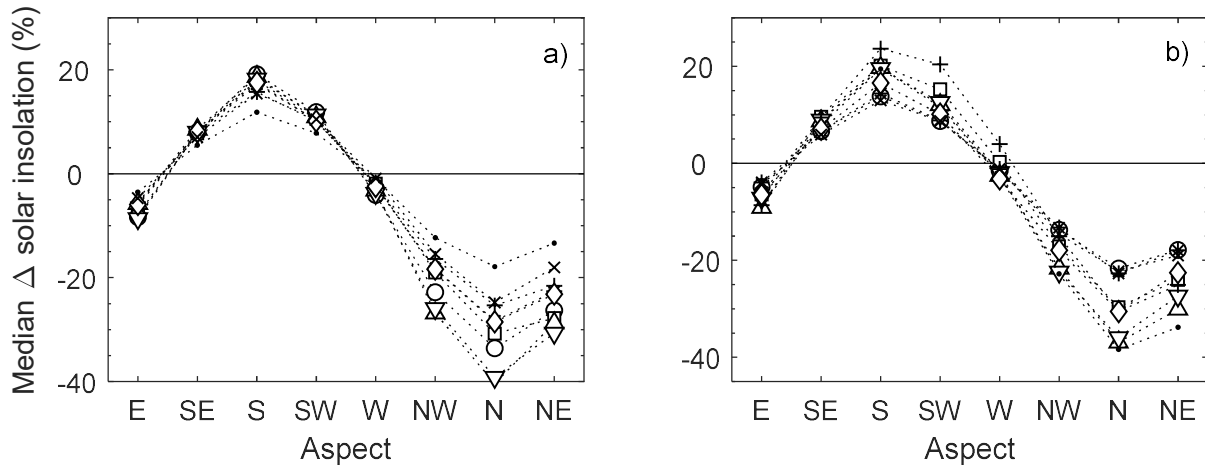 Median Δ solar insolation (%)
a)
20
0
-20
-40
E SE S SW W NW N NE
Aspect
b)
20
0
-20
-40
E SE S SW W NW N NE
Aspect